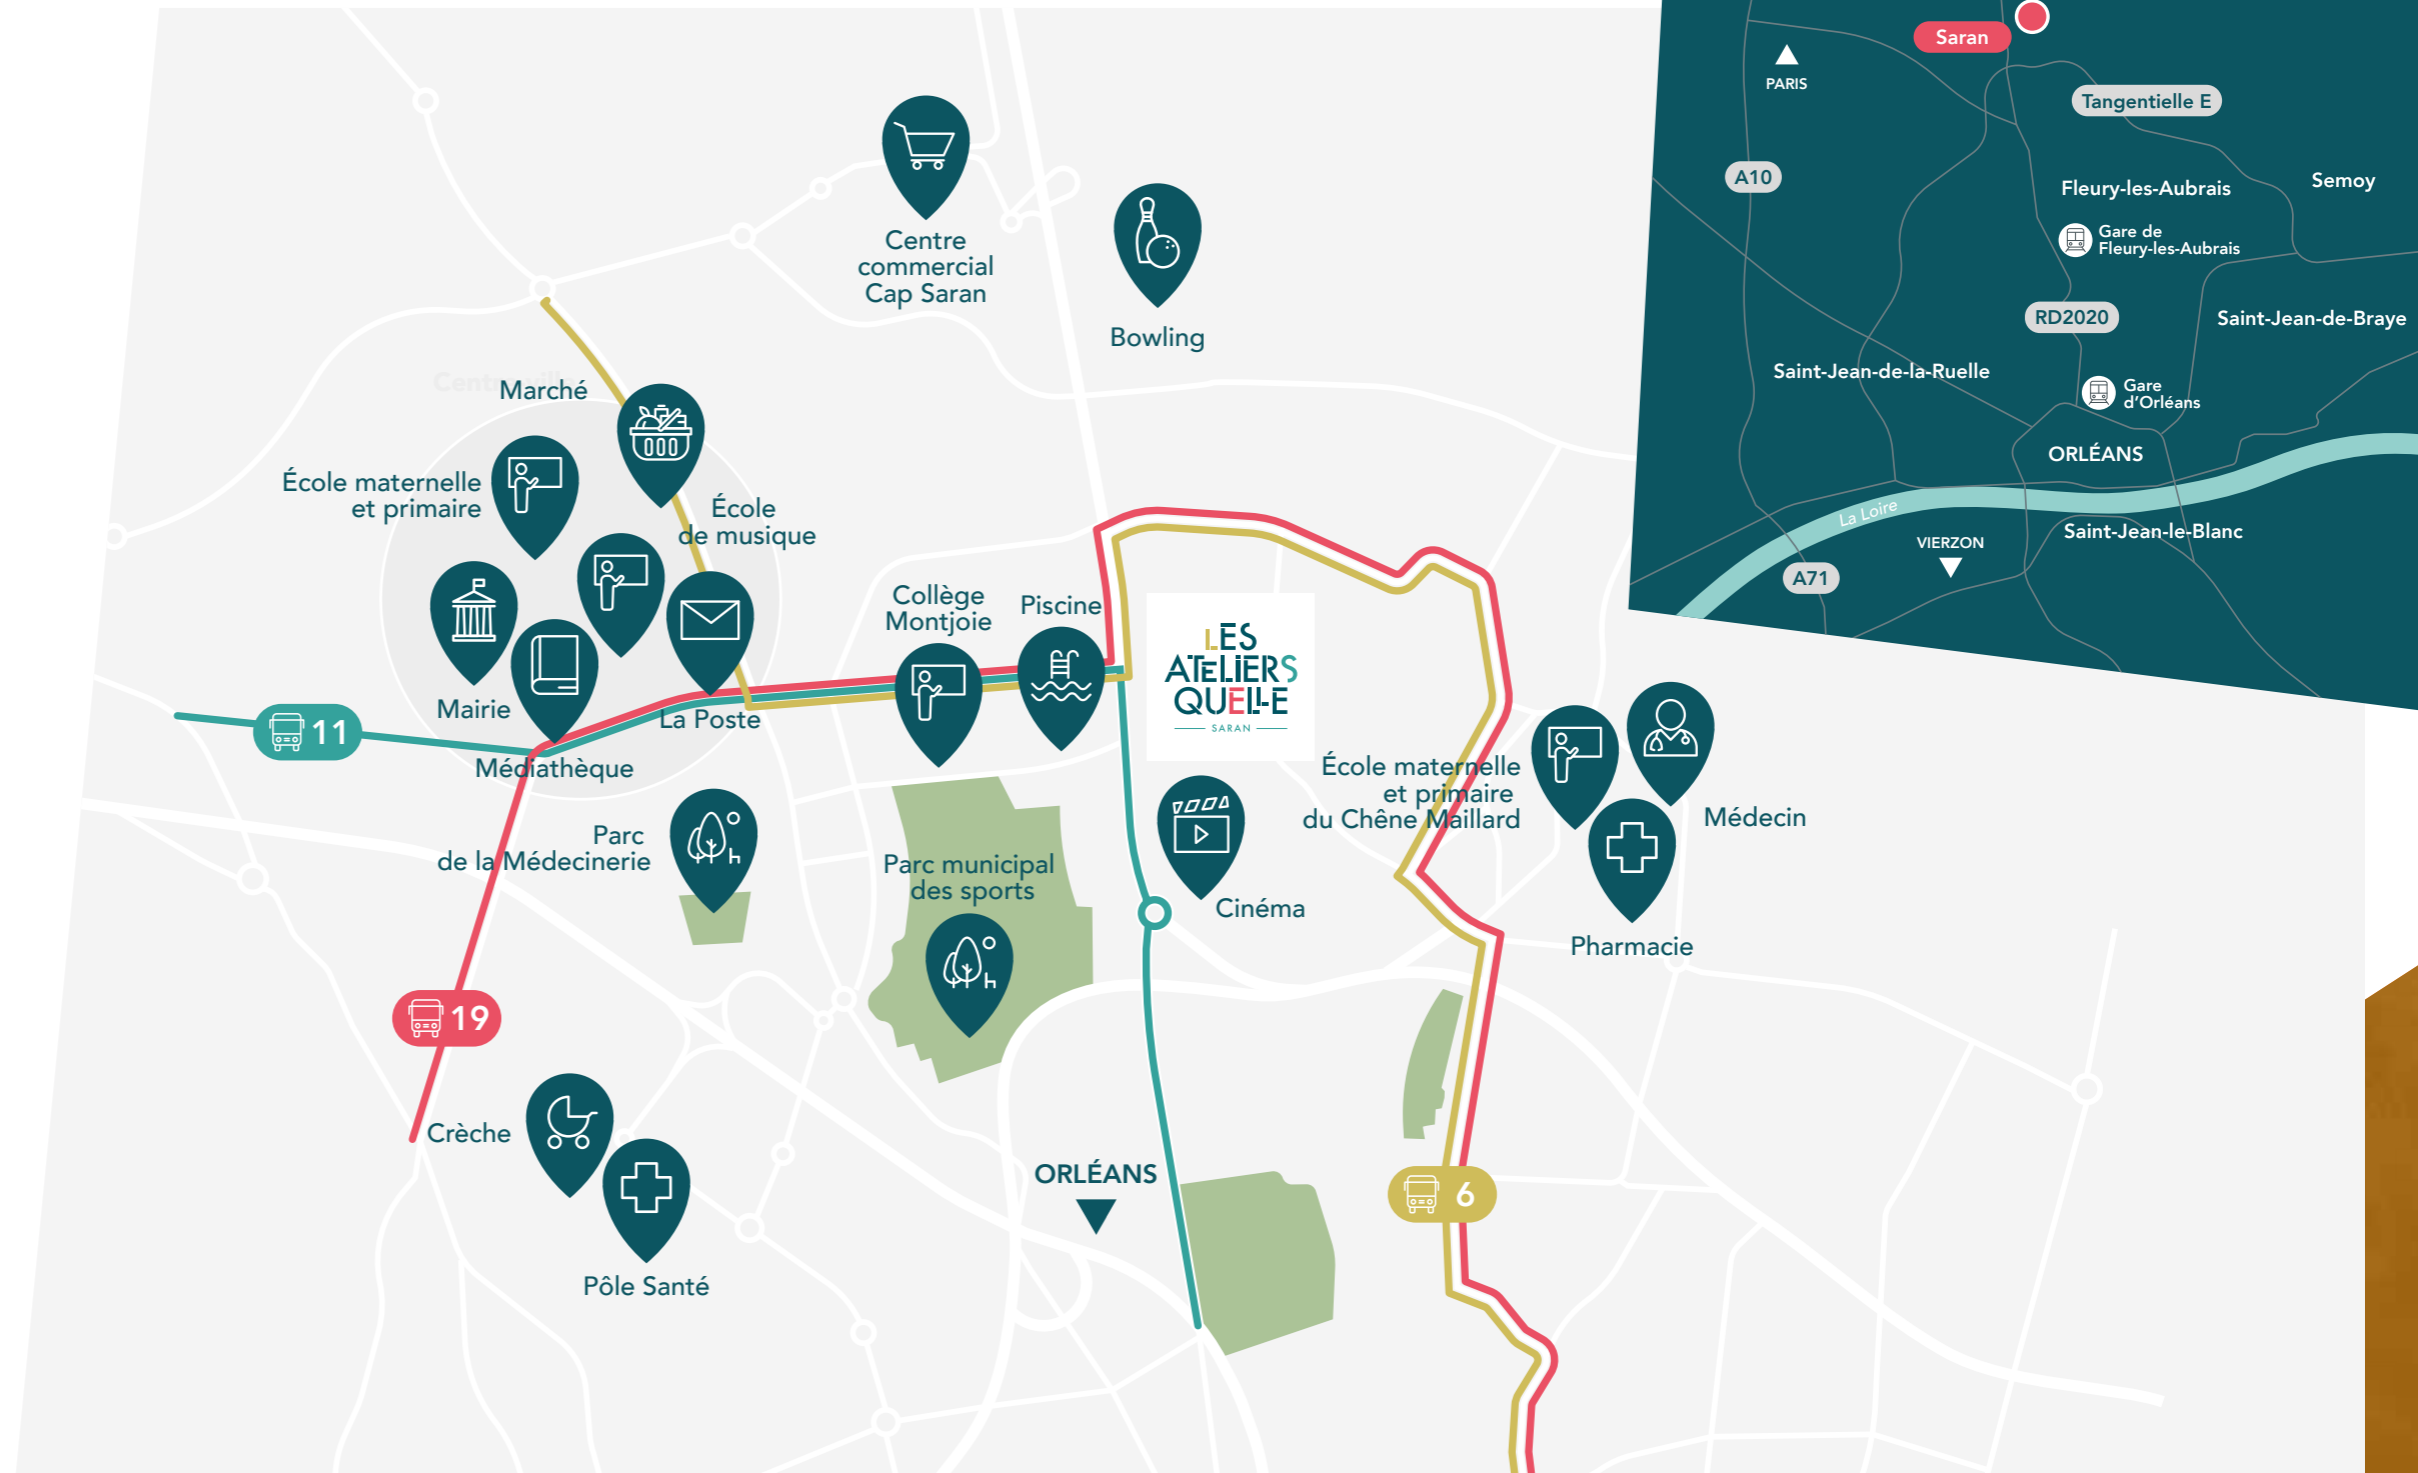 Centre
commercial
Cap Saran
Bowling
Centre-ville
Marché
École maternelle
et primaire
École
de musique
Mairie
La Poste
Médiathèque
11
Collège
Montjoie
Piscine
LES
ATELIERS
QUELLE
SARAN
École maternelle
et primaire
du Chêne Maillard
Médecin
Pharmacie
Parc
de la Médecinerie
Parc municipal
des sports
Cinéma
19
Crèche
Pôle Santé
ORLÉANS
6
Saran
PARIS
Tangentielle E
A10
Fleury-les-Aubrais
Semoy
Gare de
Fleury-les-Aubrais
RD2020
Saint-Jean-de-Braye
Saint-Jean-de-la-Ruelle
Gare
d'Orléans
ORLÉANS
La Loire
Saint-Jean-le-Blanc
VIERZON
A71